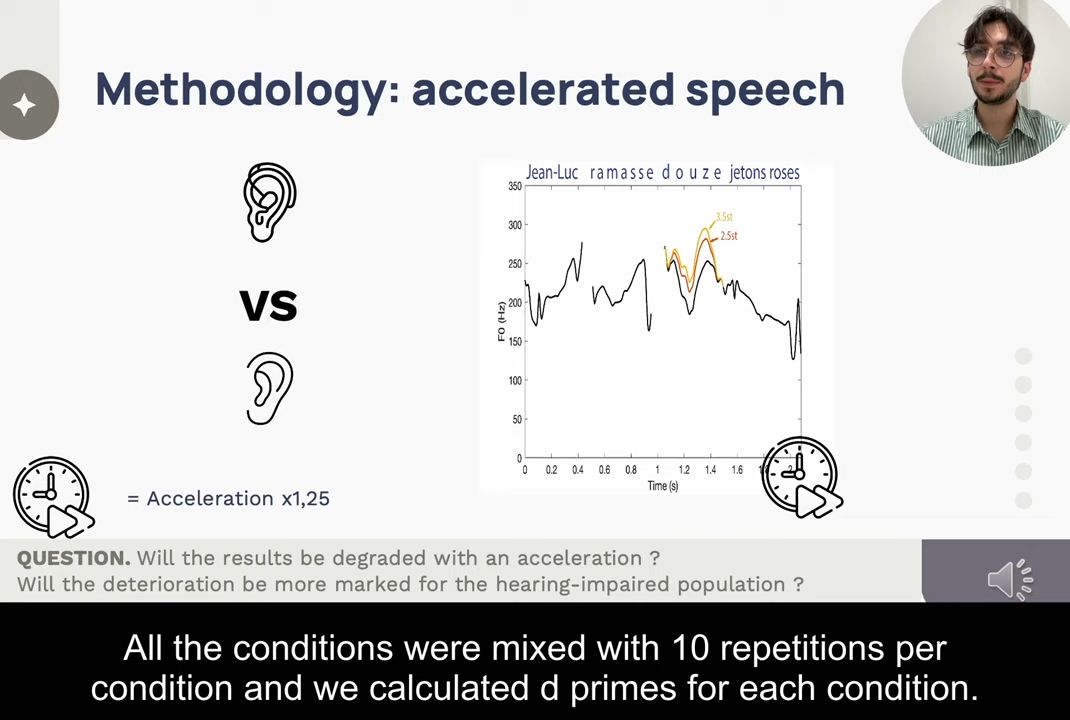 Methodology: accelerated speech
VS
= Acceleration x1,25
Jean-Luc ramasse douze jetons roses
3.5st
2.5st
350
300
250
200
150
100
50
0
F0 (Hz)
0 0.2 0.4 0.6 0.8 1 1.2 1.4 1.6
Time (s)
QUESTION. Will the results be degraded with an acceleration ?
Will the deterioration be more marked for the hearing-impaired population ?
All the conditions were mixed with 10 repetitions per
condition and we calculated d primes for each condition.